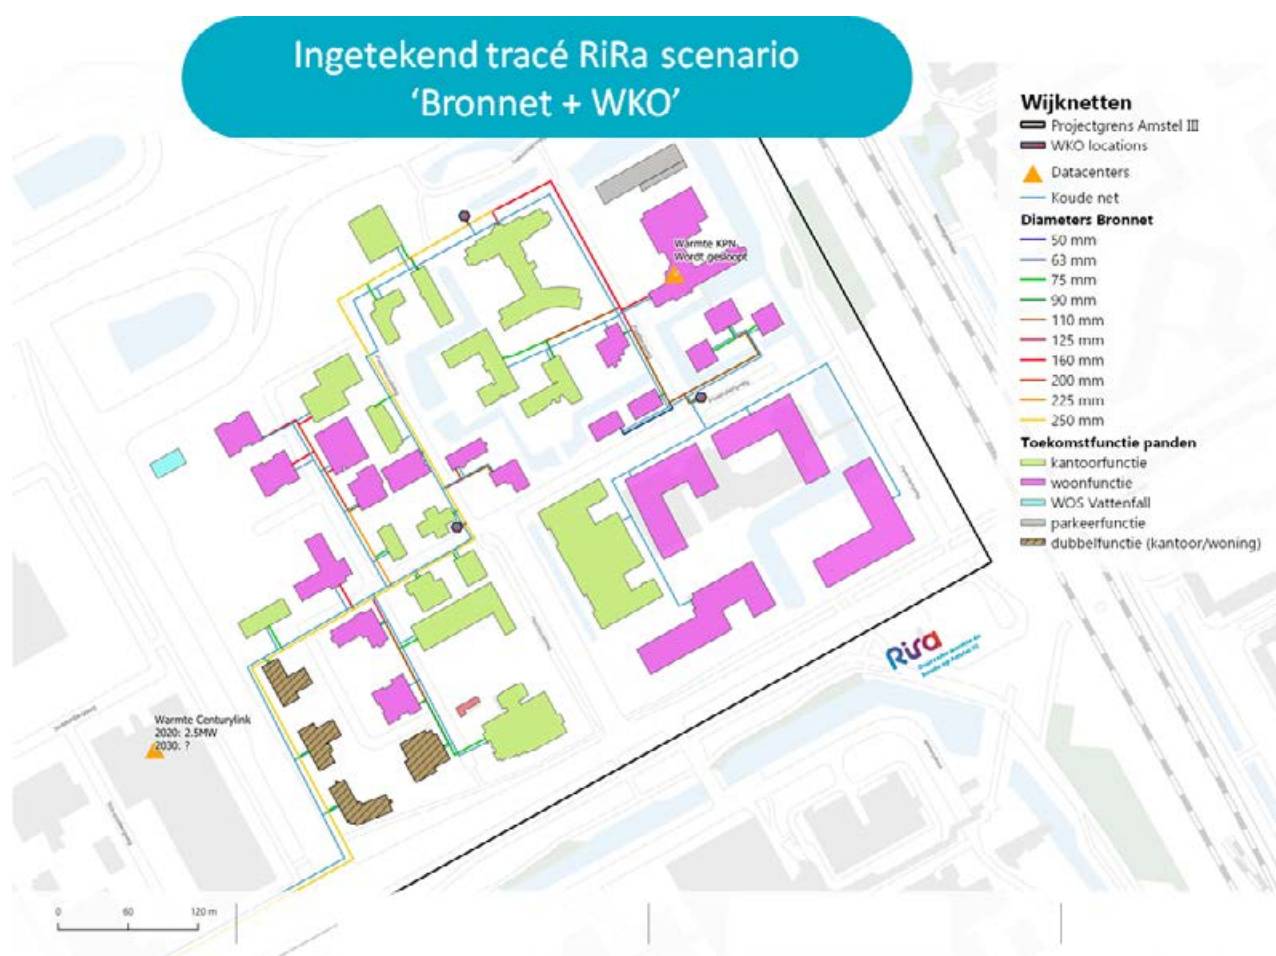 Ingetekend tracé RiRa scenario
‘Bronnet + WKO’
Wijknetten
Projectgrens Amstel III
WKO locations
Datacenters
Koude net
Diameters Bronnet
50 mm
63 mm
75 mm
90 mm
110 mm
125 mm
160 mm
200 mm
225 mm
250 mm
Toekomstfunctie panden
kantoorfunctie
woonfunctie
WOS Vattenfall
parkeerfunctie
dubbelfunctie (kantoor/woning)
Warmte KPN
Wordt gesloopt
RiRa
Warmte Centurylink
2020: 2.5MW
2030: ?
0 60 120 m